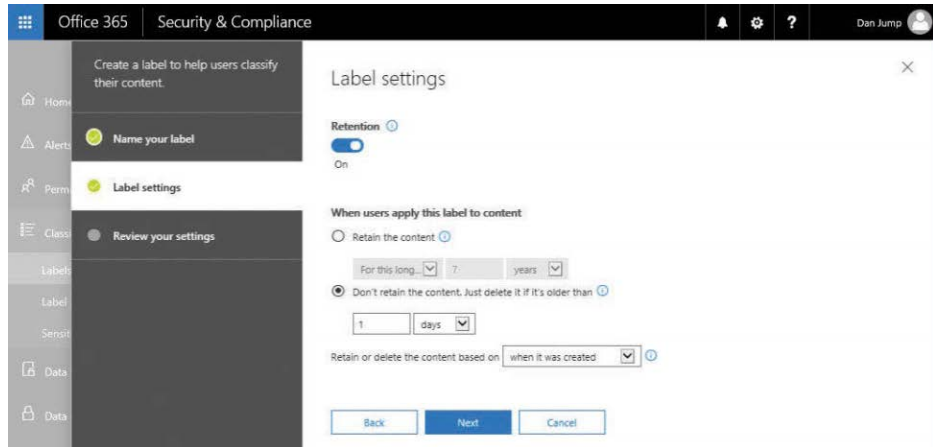 Office 365 Security & Compliance ? Dan Jump
Create a label to help users classify
their content.
Name your label
Label settings
Review your settings
Home
Alerts
Perm
Classi
Labels
Label
Sensit
Data
Data
Label settings
Retention
On
When users apply this label to content
Retain the content
For this long... 7 years
Don't retain the content. Just delete it if it's older than
1 days
Retain or delete the content based on when it was created
Back Next Cancel